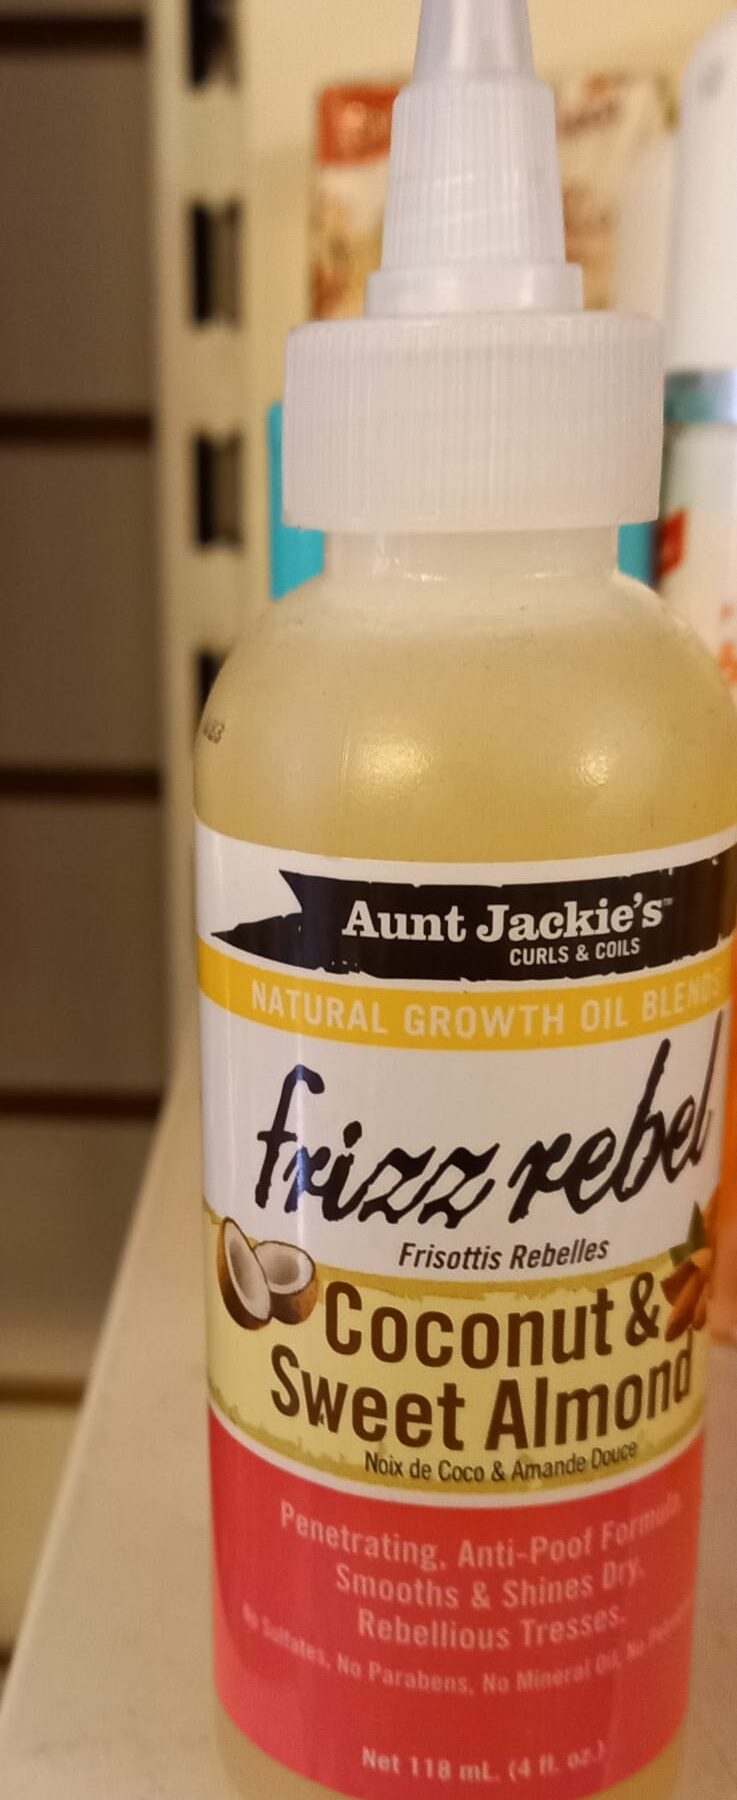 Aunt Jackie's™
CURLS & COILS
NATURAL GROWTH OIL BLENDS
frizz rebel
Frisottis Rebelles
Coconut &
Sweet Almond
Noix de Coco & Amande Douce
Penetrating, Anti-Poof Formula
Smooths & Shines Dry,
Rebellious Tresses.
No Sulfates, No Parabens, No Mineral Oil, No
Net 118 mL (4 fl. oz.)